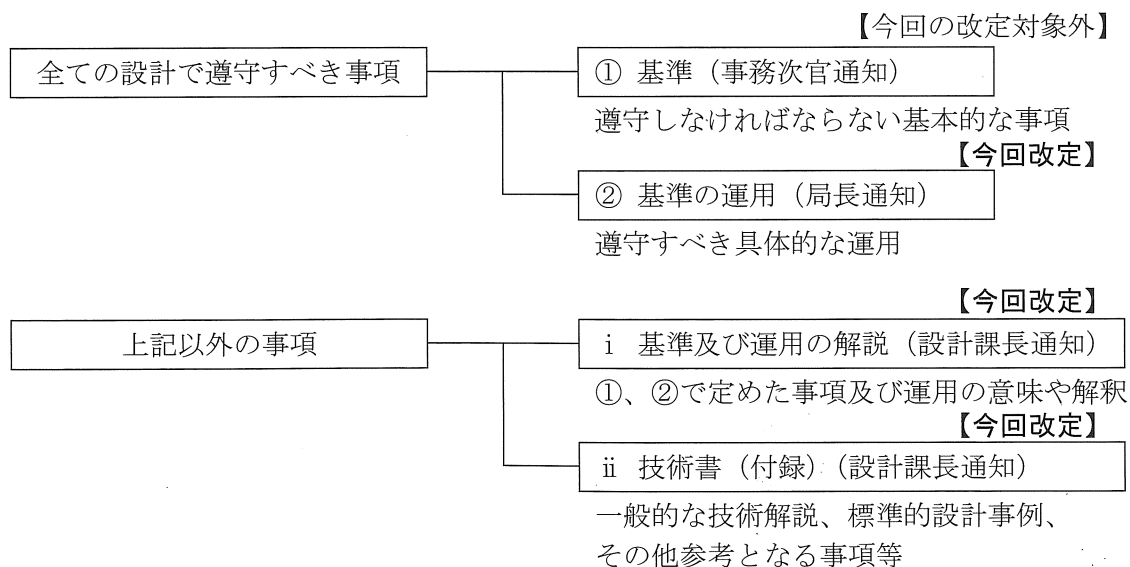 【今回の改定対象外】
全ての設計で遵守すべき事項
① 基準（事務次官通知）
遵守しなければならない基本的な事項
【今回改定】
② 基準の運用（局長通知）
遵守すべき具体的な運用
【今回改定】
上記以外の事項
ⅰ 基準及び運用の解説（設計課長通知）
①、②で定めた事項及び運用の意味や解釈
【今回改定】
ⅱ 技術書（付録）（設計課長通知）
一般的な技術解説、標準的設計事例、
その他参考となる事項等